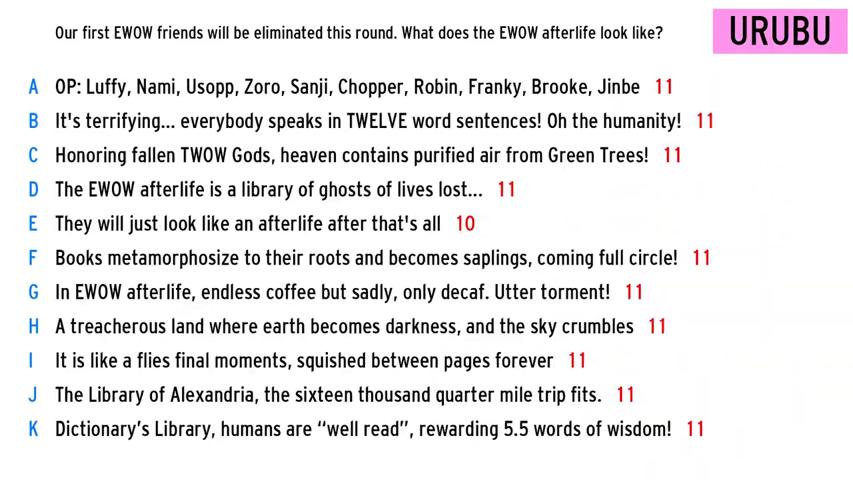 Our first EWOW friends will be eliminated this round. What does the EWOW afterlife look like?
URUBU
A OP: Luffy, Nami, Usopp, Zoro, Sanji, Chopper, Robin, Franky, Brooke, Jinbe 11
B It's terrifying... everybody speaks in TWELVE word sentences! Oh the humanity! 11
C Honoring fallen TWOW Gods, heaven contains purified air from Green Trees! 11
D The EWOW afterlife is a library of ghosts of lives lost... 11
E They will just look like an afterlife after that's all 10
F Books metamorphosize to their roots and becomes saplings, coming full circle! 11
G In EWOW afterlife, endless coffee but sadly, only decaf. Utter torment! 11
H A treacherous land where earth becomes darkness, and the sky crumbles 11
I It is like a flies final moments, squished between pages forever 11
J The Library of Alexandria, the sixteen thousand quarter mile trip fits. 11
K Dictionary's Library, humans are “well read”, rewarding 5.5 words of wisdom! 11